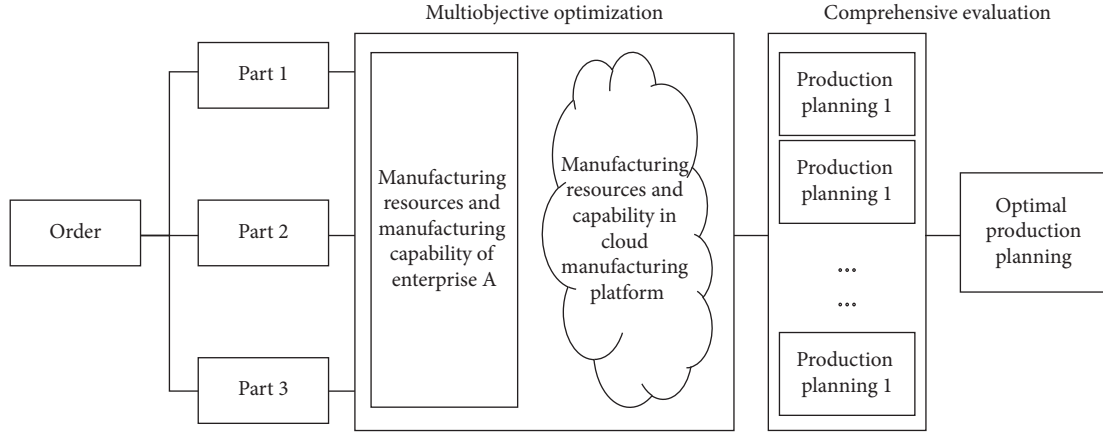 Multiobjective optimization
Comprehensive evaluation
Order
Part 1
Part 2
Part 3
Manufacturing
resources and
manufacturing
capability of
enterprise A
Manufacturing
resources and
capability in
cloud
manufacturing
platform
Production
planning 1
Production
planning 1
...
...
Production
planning 1
Optimal
production
planning